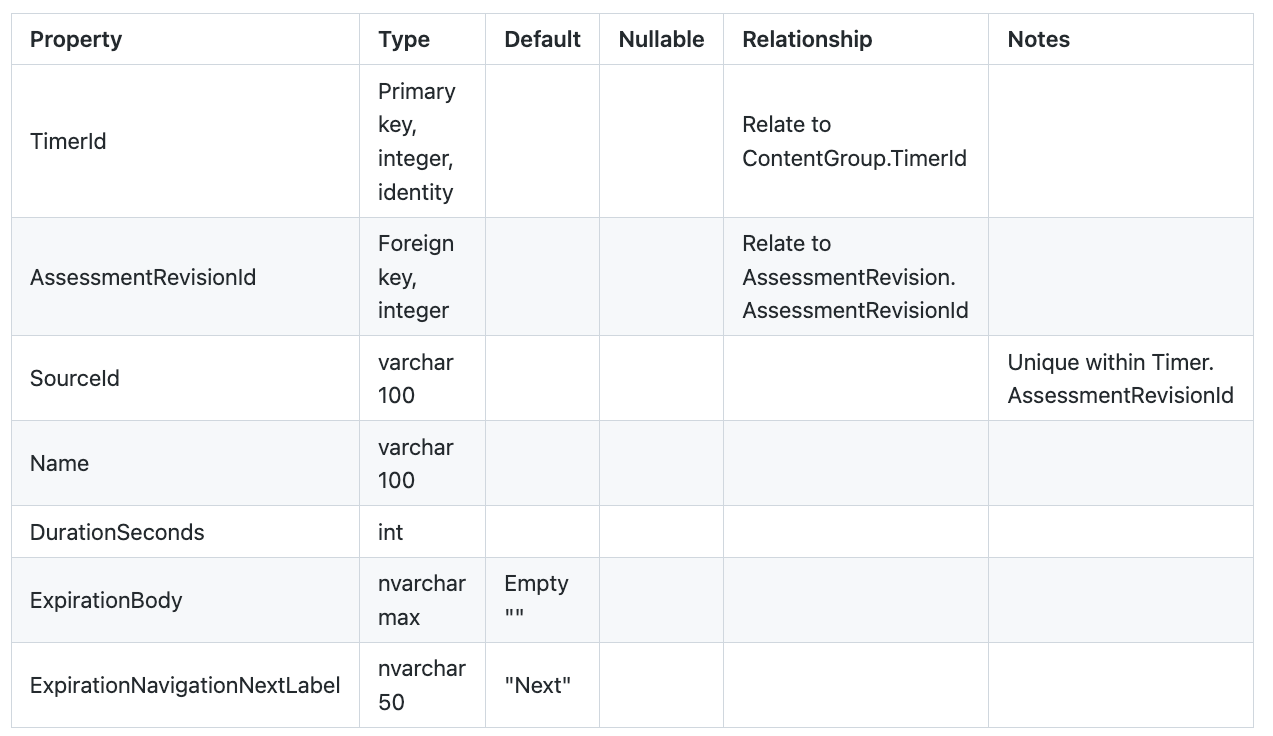 Property Type Default Nullable Relationship Notes
TimerId
Primary
key,
integer,
identity
Relate to
ContentGroup.TimerId
AssessmentRevisionId
Foreign
key,
integer
Relate to
AssessmentRevision.
AssessmentRevisionId
SourceId
varchar
100
Unique within Timer.
AssessmentRevisionId
Name
varchar
100
DurationSeconds
int
ExpirationBody
nvarchar
max
Empty
""
ExpirationNavigationNextLabel
nvarchar
50
"Next"